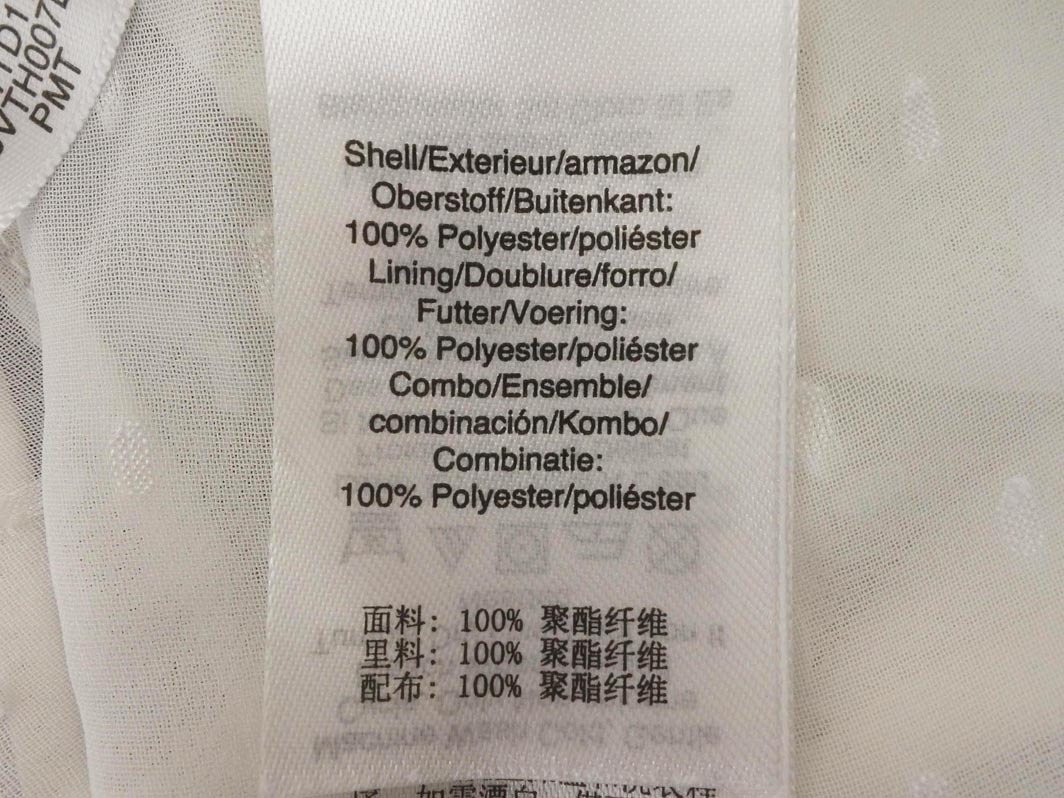 VTH007
PMT
Shell/Exterieur/armazon/
Oberstoff/Buitenkant:
100% Polyester/poliéster
Lining/Doublure/forro/
Futter/Voering:
100% Polyester/poliéster
Combo/Ensemble/
combinación/Kombo/
Combinatie:
100% Polyester/poliéster
面料: 100% 聚酯纤维
里料: 100% 聚酯纤维
配布: 100% 聚酯纤维